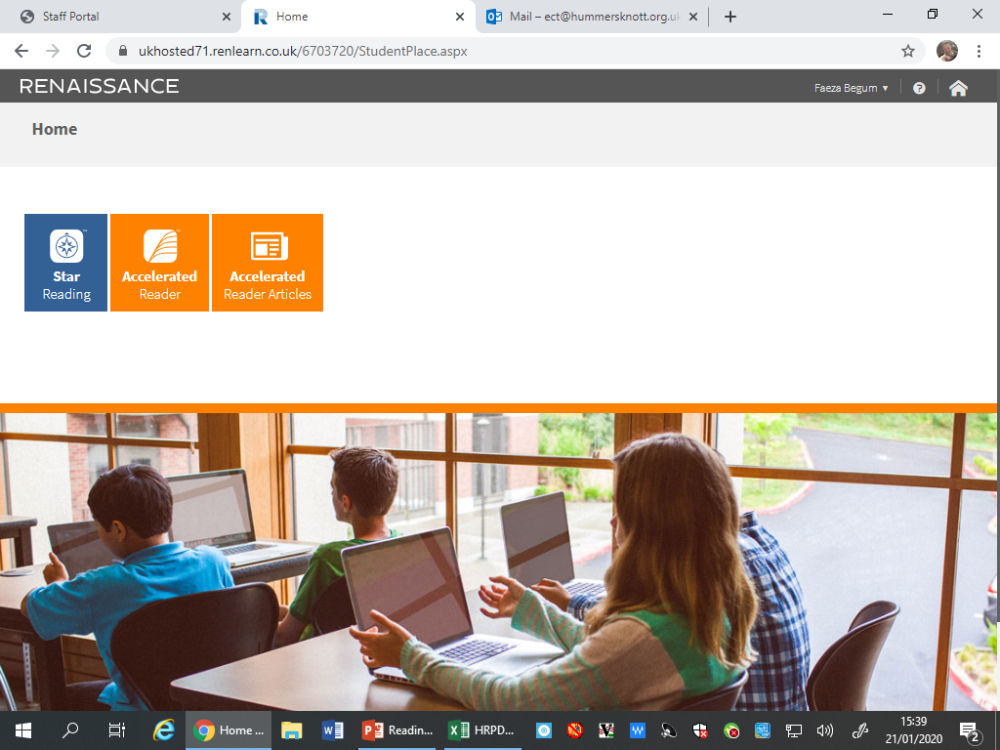 Staff Portal
Home
Mail – ect@hummersknott.org.uk
ukhosted71.renlearn.co.uk/6703720/StudentPlace.aspx
RENAISSANCE
Faeza Begum ▼
?
Home
Star
Reading
Accelerated
Reader
Accelerated
Reader Articles
Home ...
Readin...
HRPD...
15:39
21/01/2020
2